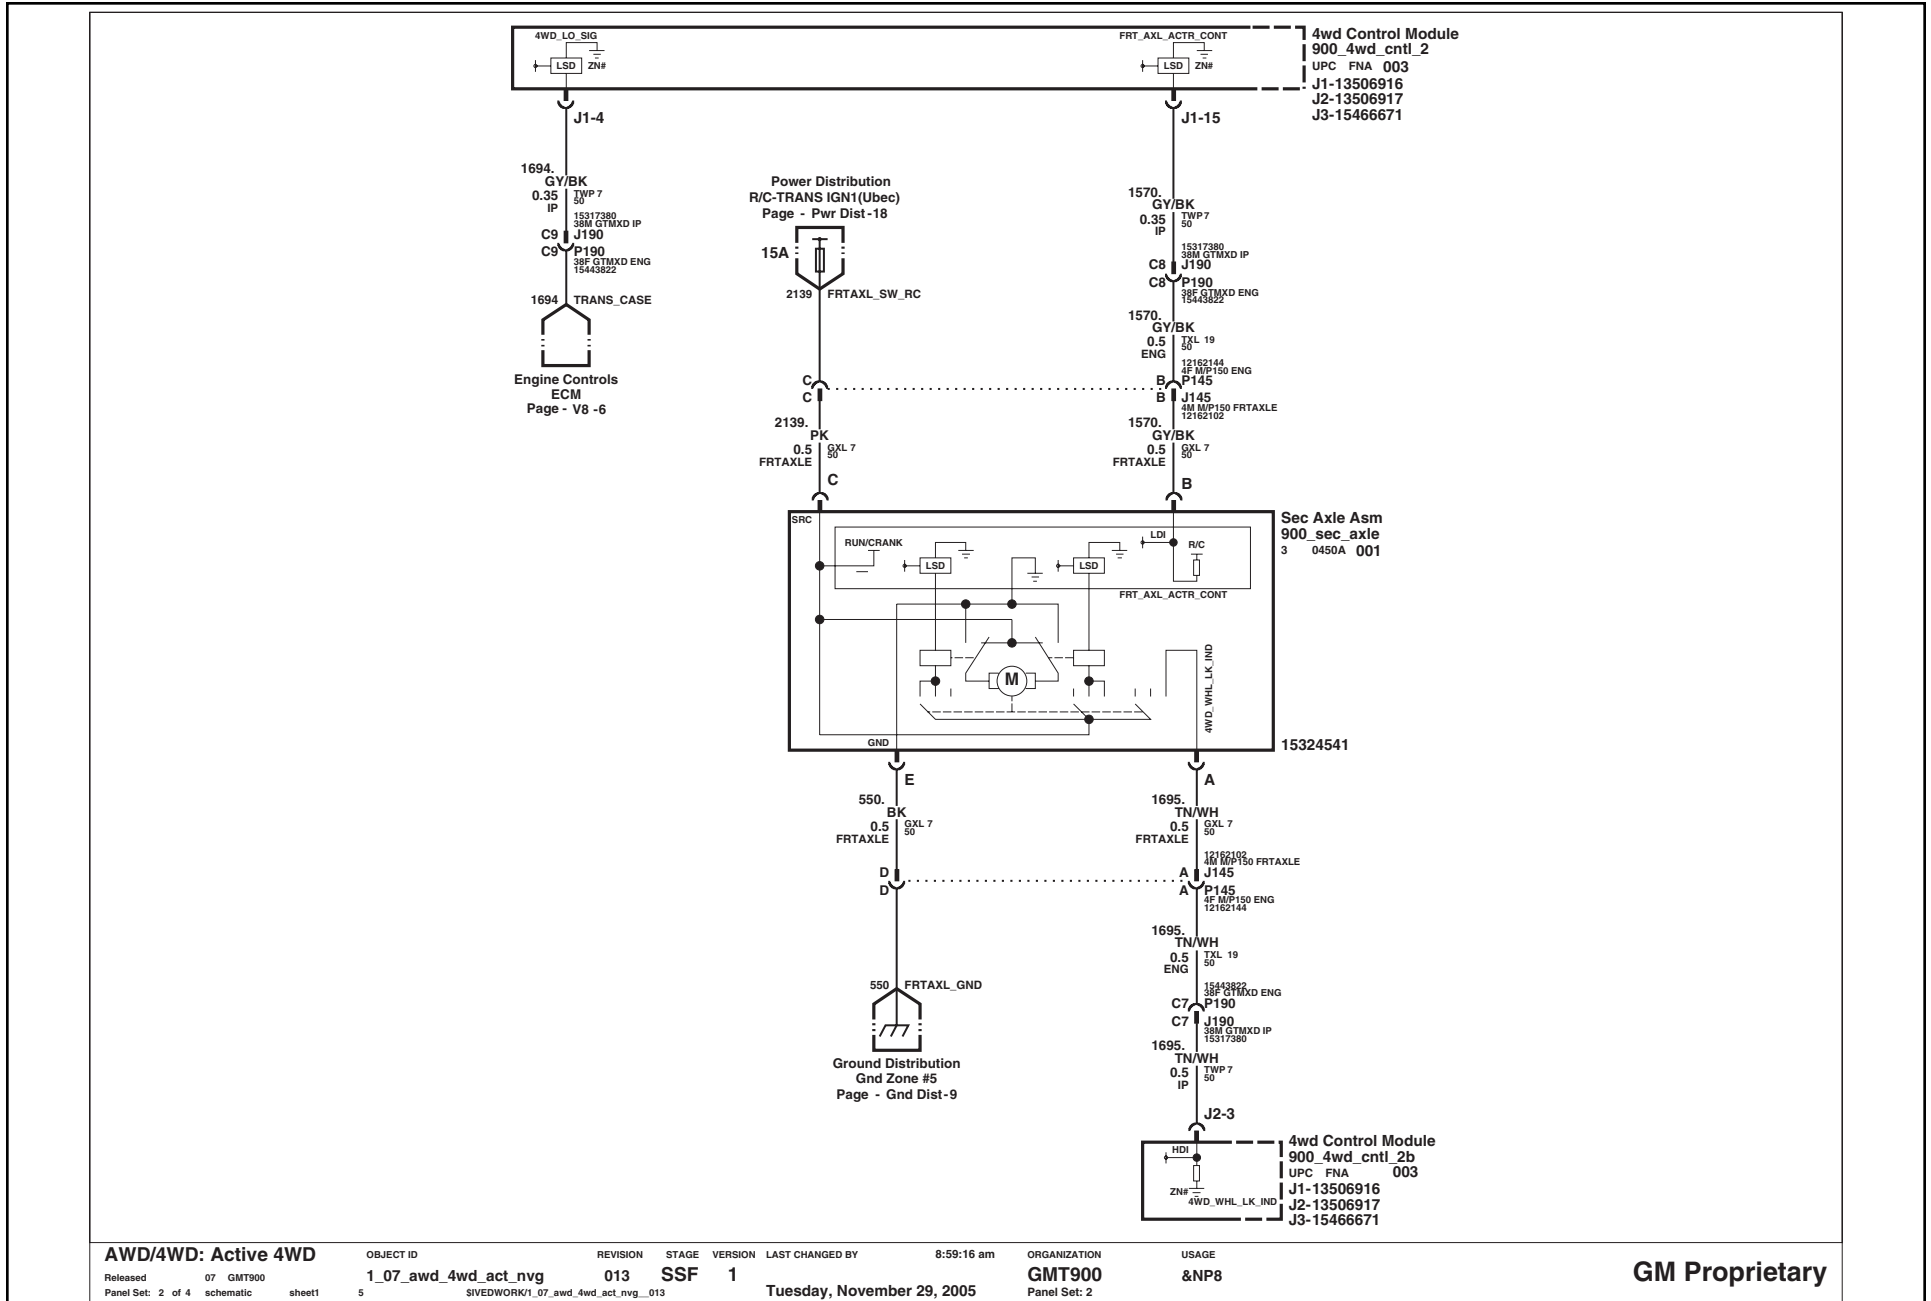 4WD_LO_SIG
LSD ZN#
FRT_AXL_ACTR_CONT
LSD ZN#
4wd Control Module
900_4wd_cntl_2
UPC FNA 003
J1-13506916
J2-13506917
J3-15466671
J1-4
1694.
GY/BK
0.35 TWP 7
50
IP
15317380
38M GTMXD IP
C9 J190
C9 P190
38F GTMXD ENG
15443822
1694 TRANS_CASE
Engine Controls
ECM
Page - V8 -6
Power Distribution
R/C-TRANS IGN1(Ubec)
Page - Pwr Dist-18
15A
2139 FRTAXL_SW_RC
C
C
2139.
PK
0.5 GXL 7
50
FRTAXLE
C
J1-15
1570.
GY/BK
0.35 TWP7
50
IP
15317380
38M GTMXD IP
C8 J190
C8 P190
38F GTMXD ENG
15443822
1570.
GY/BK
0.5 TXL 19
50
ENG
12162144
4F M/P150 ENG
B P145
B J145
4M M/P150 FRTAXLE
12162102
1570.
GY/BK
0.5 GXL 7
50
FRTAXLE
B
Sec Axle Asm
900_sec_axle
3 0450A 001
SRC
RUN/CRANK
LSD
LSD
LDI
R/C
FRT_AXL_ACTR_CONT
M
4WD_WHL_LK_IND
GND
15324541
E
550.
BK
0.5 GXL 7
50
FRTAXLE
D
D
550 FRTAXL_GND
Ground Distribution
Gnd Zone #5
Page - Gnd Dist-9
A
1695.
TN/WH
0.5 GXL 7
50
FRTAXLE
12162102
4M M/P150 FRTAXLE
A J145
A P145
4F M/P150 ENG
12162144
1695.
TN/WH
0.5 TXL 19
50
ENG
15443822
38F GTMXD ENG
C7 P190
C7 J190
38M GTMXD IP
15317380
1695.
TN/WH
0.5 TWP 7
50
IP
J2-3
HDI
ZN#
4WD_WHL_LK_IND
4wd Control Module
900_4wd_cntl_2b
UPC FNA 003
J1-13506916
J2-13506917
J3-15466671
AWD/4WD: Active 4WD
Released 07 GMT900
Panel Set: 2 of 4 schematic sheet1 5
OBJECT ID REVISION STAGE VERSION LAST CHANGED BY 8:59:16 am ORGANIZATION USAGE
1_07_awd_4wd_act_nvg 013 SSF 1 GMT900 &NP8
$IVEDWORK/1_07_awd_4wd_act_nvg__013 Tuesday, November 29, 2005 Panel Set: 2
GM Proprietary